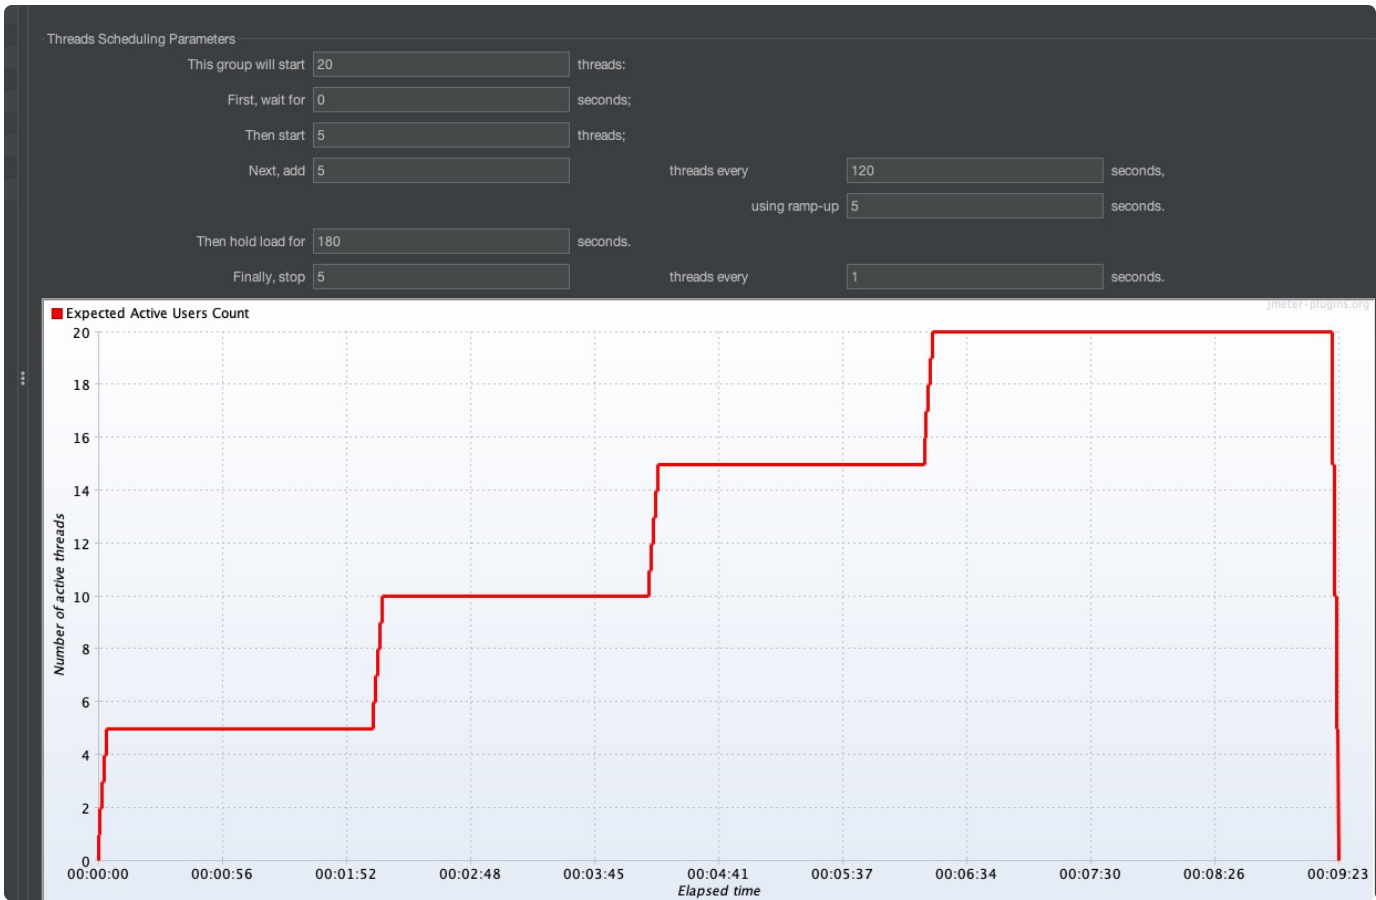 Threads Scheduling Parameters
This group will start 20 threads:
First, wait for 0 seconds;
Then start 5 threads;
Next, add 5 threads every 120 seconds,
using ramp-up 5 seconds.
Then hold load for 180 seconds.
Finally, stop 5 threads every 1 seconds.
jmeter-plugins.org
Expected Active Users Count
20
18
16
14
12
10
8
6
4
2
0
Number of active threads
00:00:00 00:00:56 00:01:52 00:02:48 00:03:45 00:04:41 00:05:37 00:06:34 00:07:30 00:08:26 00:09:23
Elapsed time